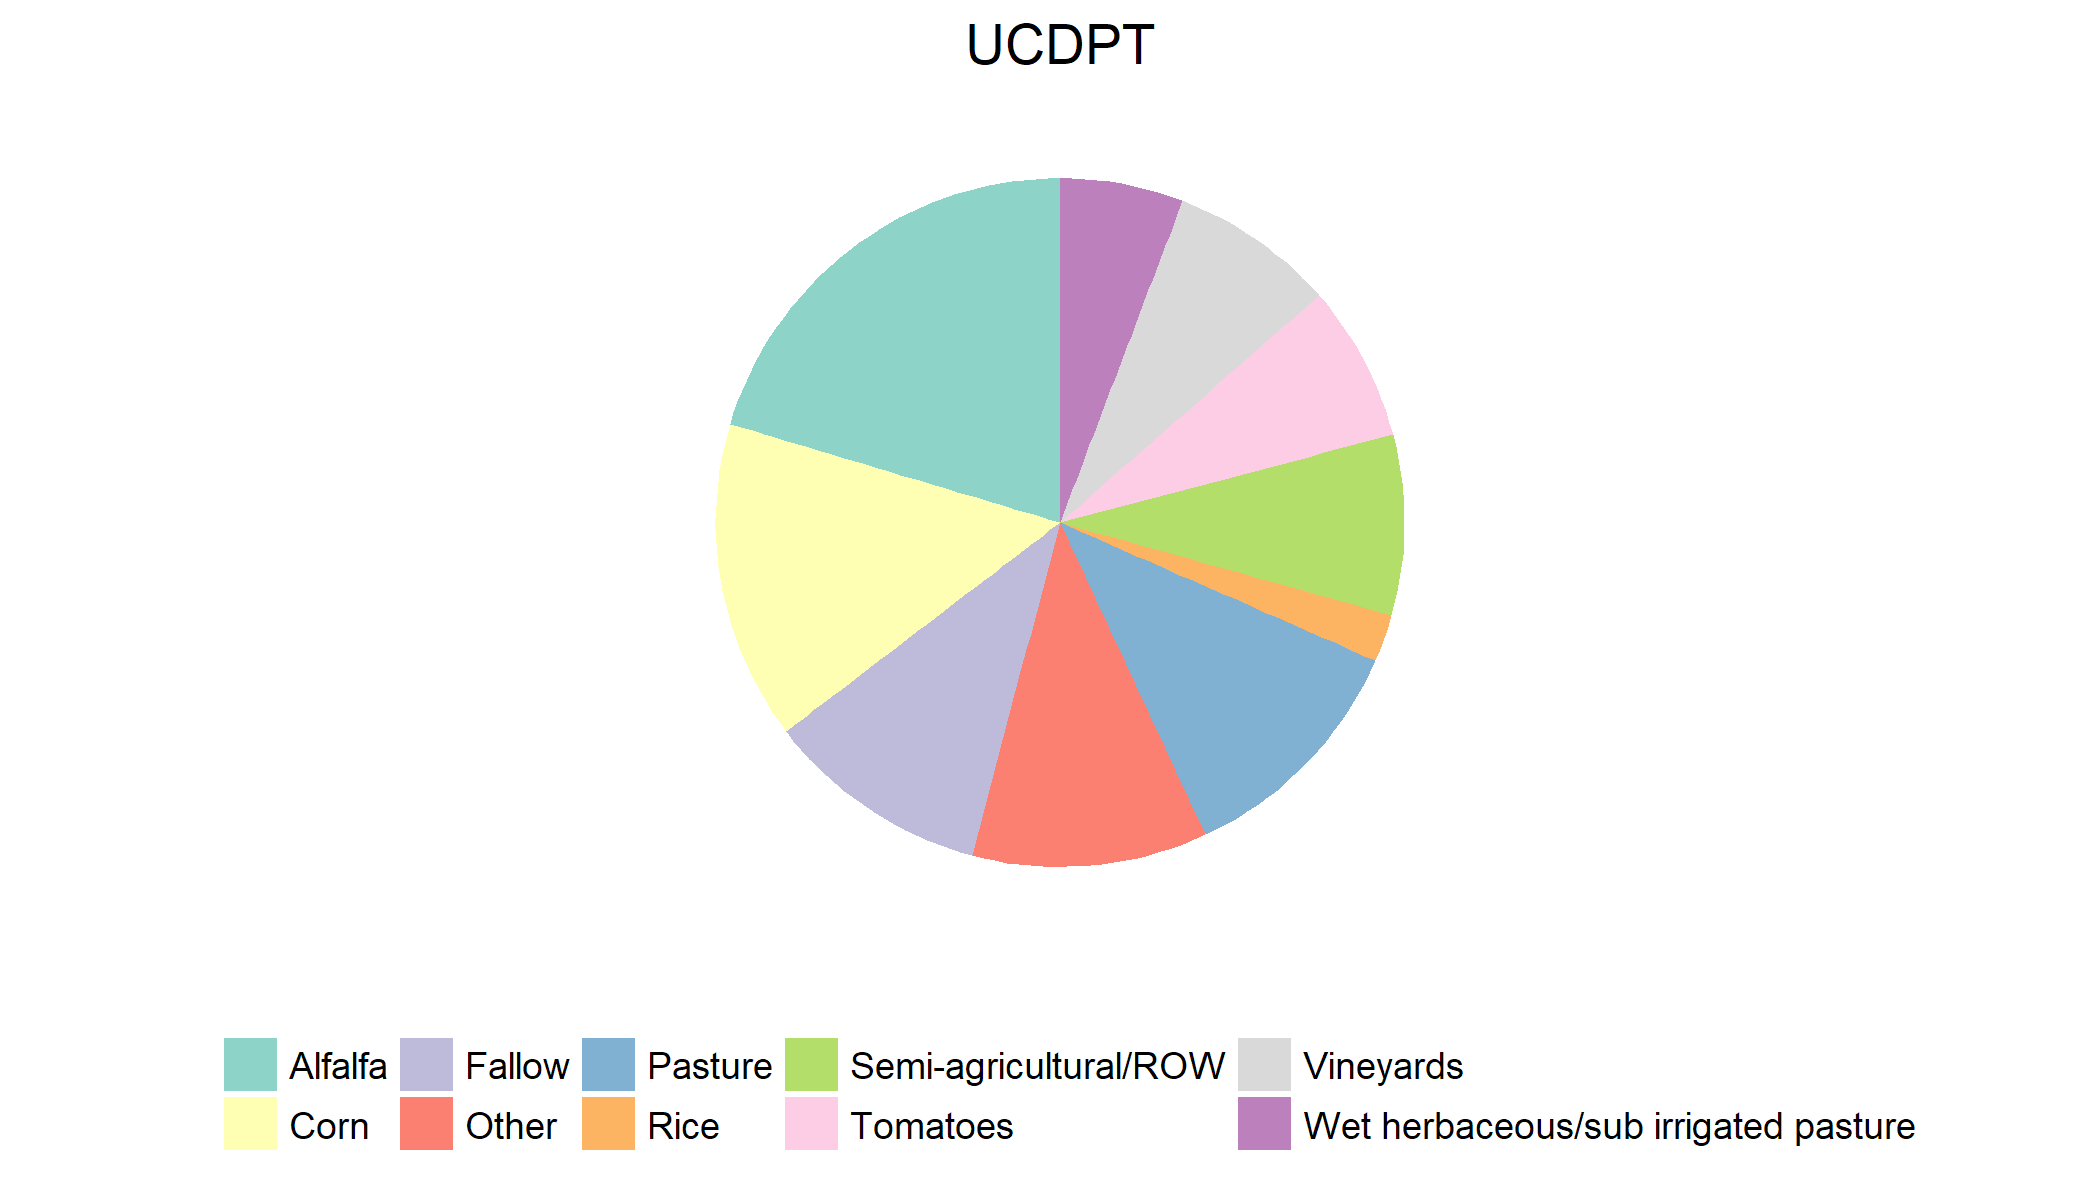 UCDPT
Alfalfa Fallow Pasture Semi-agricultural/ROW Vineyards
Corn Other Rice Tomatoes Wet herbaceous/sub irrigated pasture